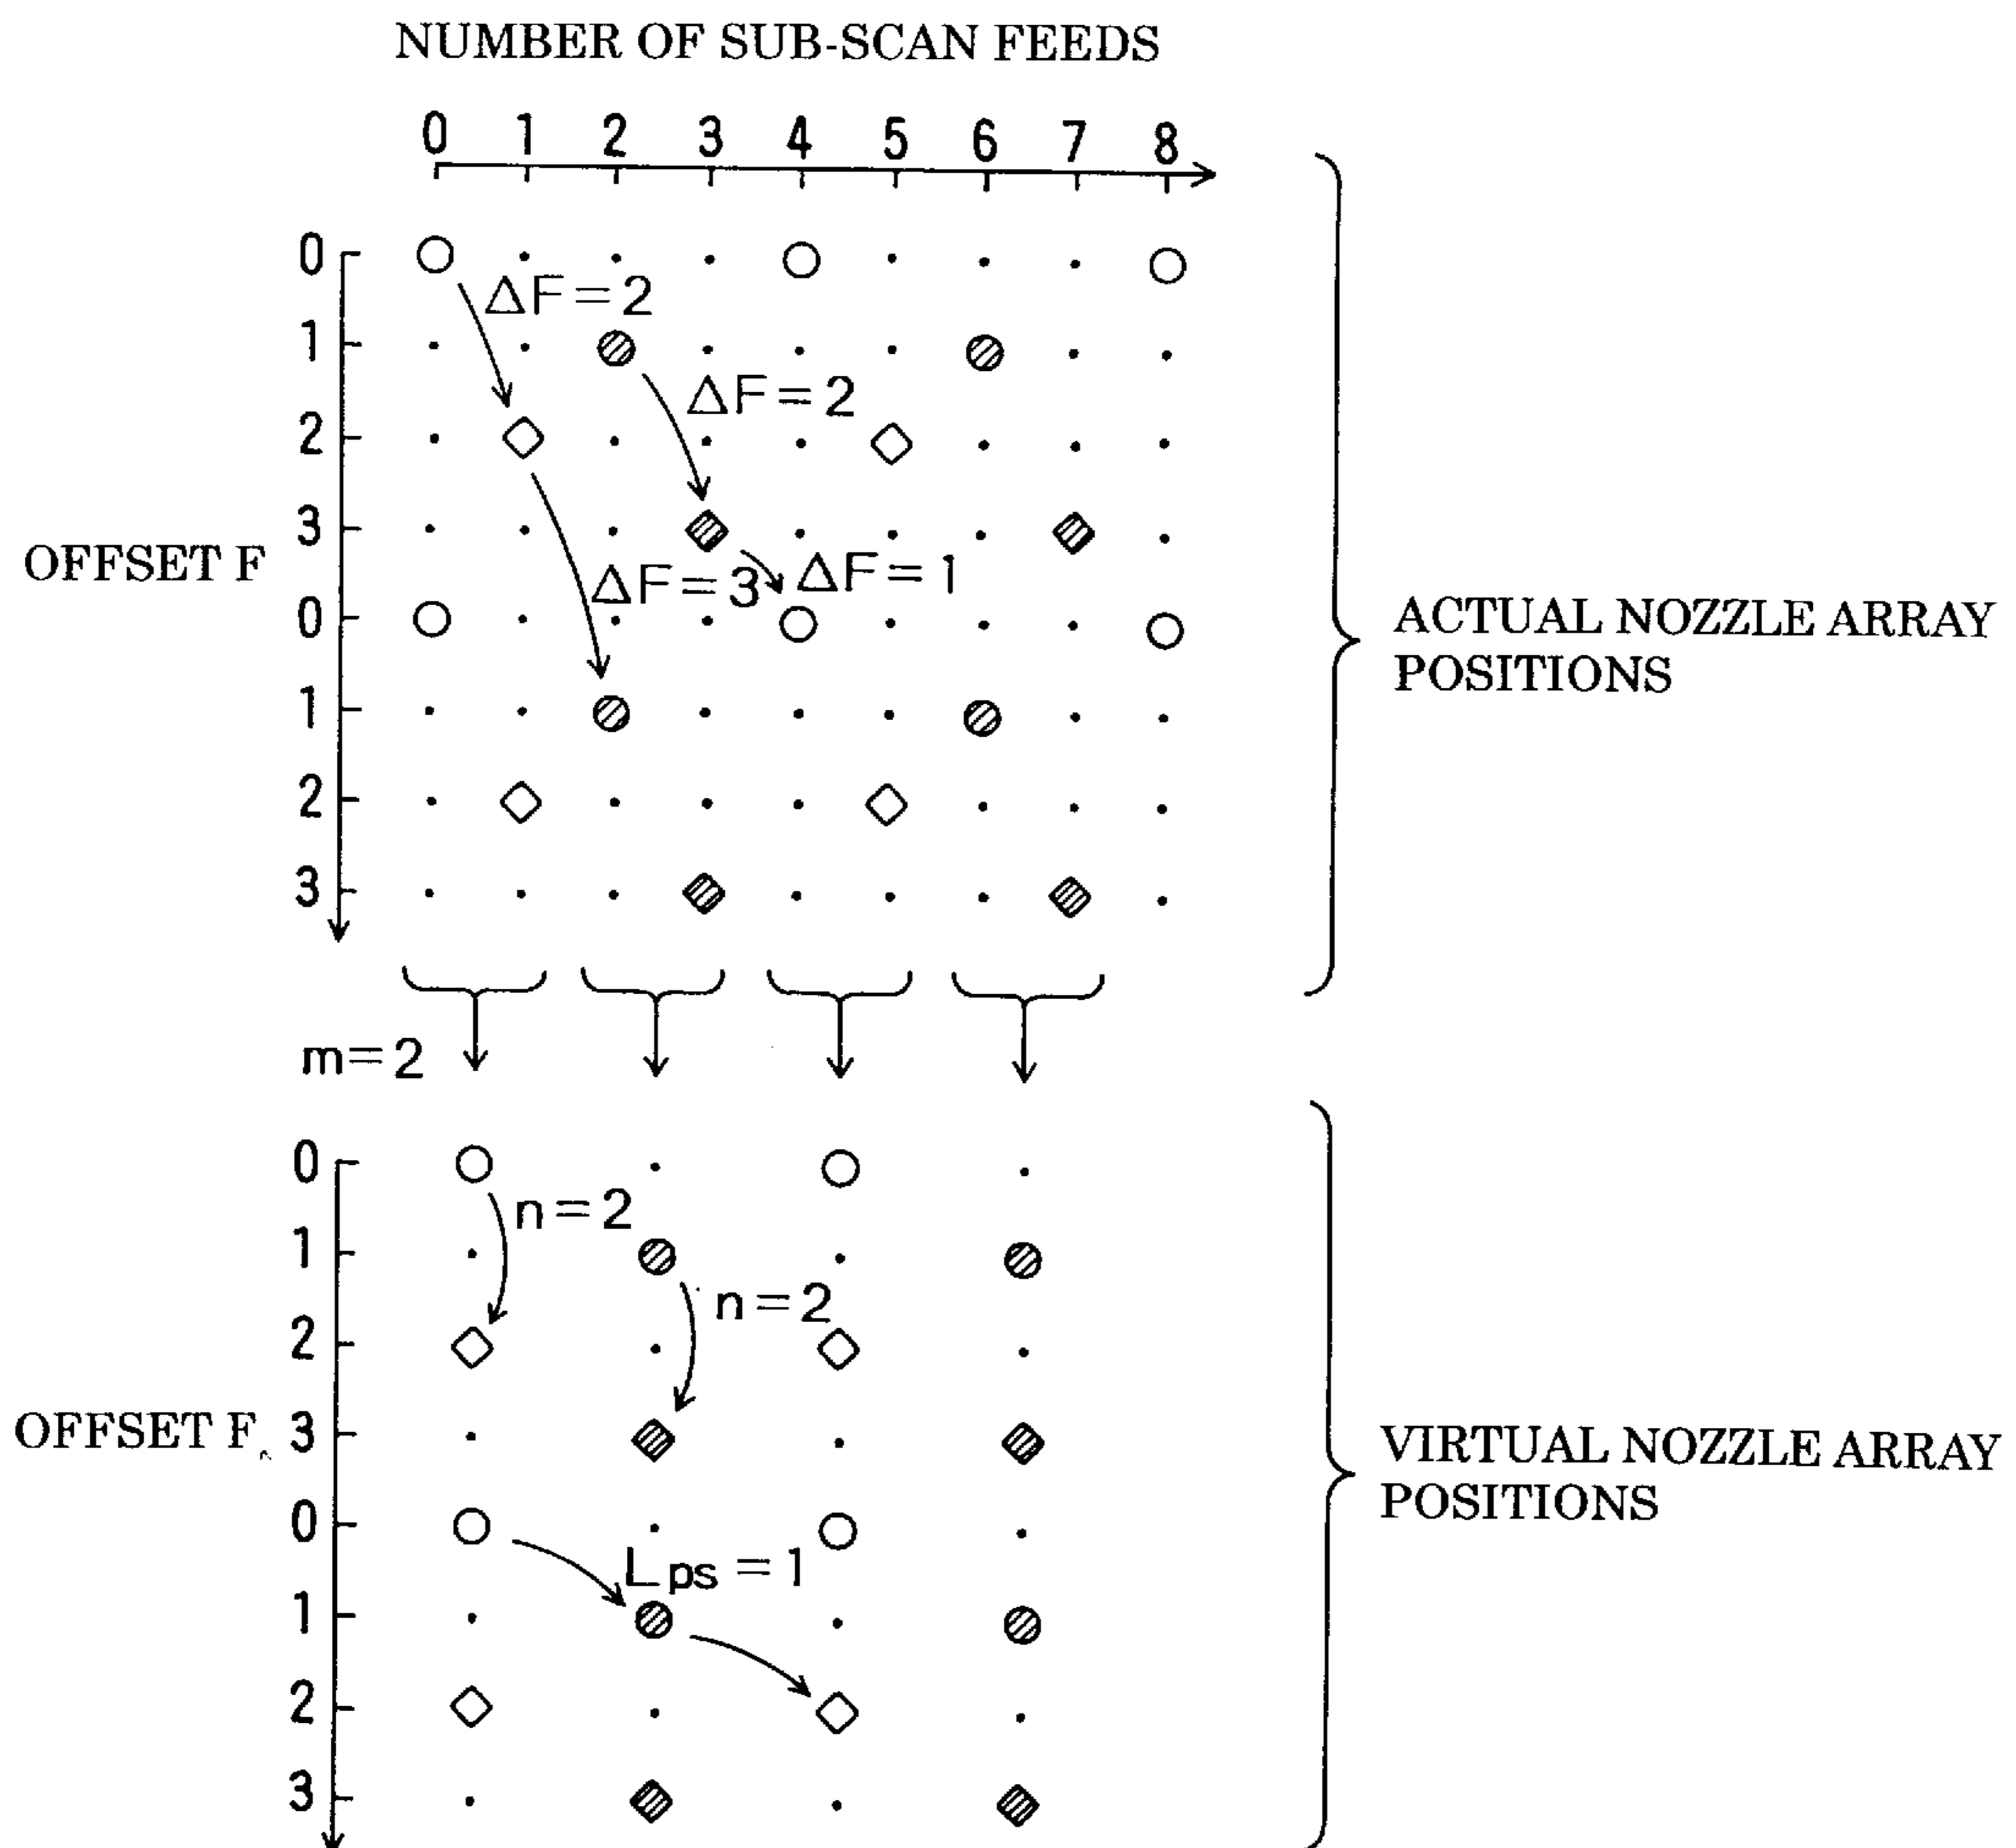 NUMBER OF SUB-SCAN FEEDS
0 1 2 3 4 5 6 7 8
0
ΔF=2
1
ΔF=2
2
3
OFFSET F
ΔF=3
ΔF=1
0
ACTUAL NOZZLE ARRAY
POSITIONS
1
2
3
m=2
0
n=2
1
n=2
2
OFFSET F
3
VIRTUAL NOZZLE ARRAY
POSITIONS
0
Lps=1
1
2
3